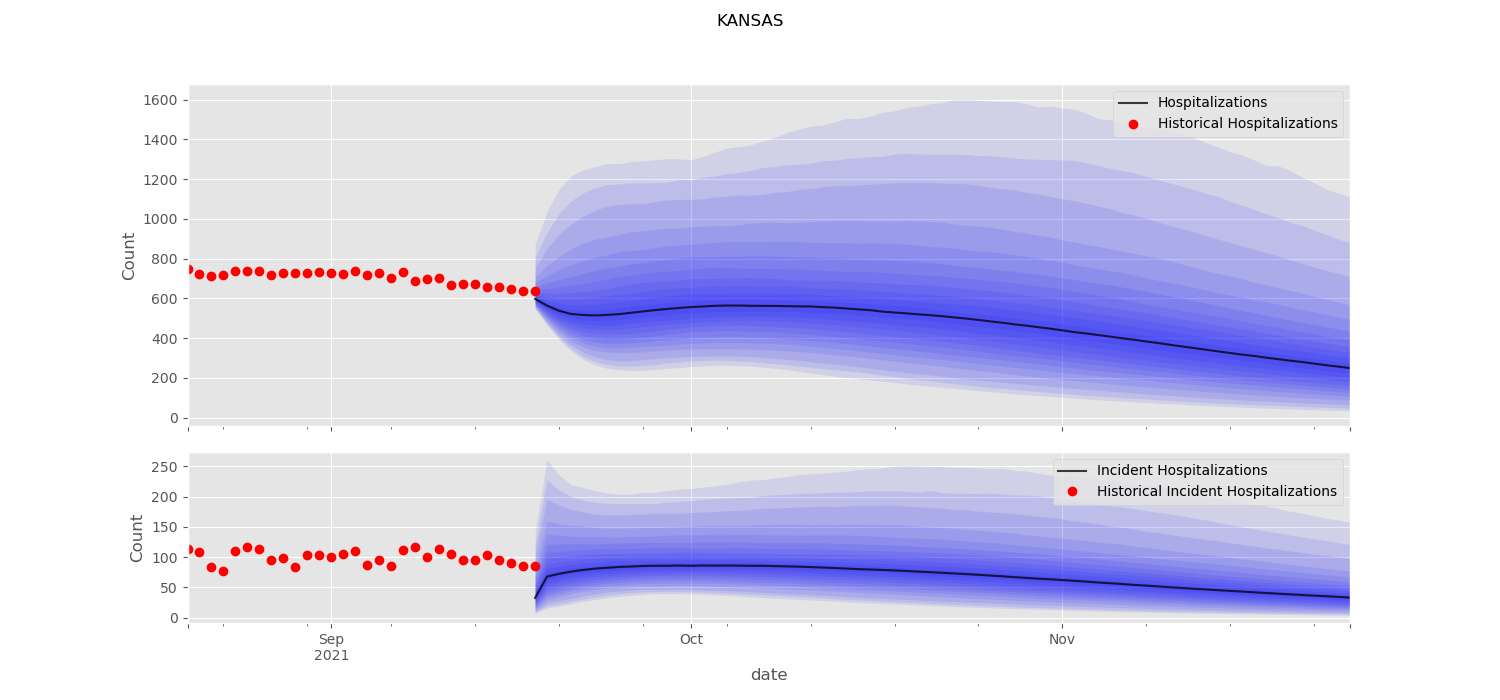 KANSAS
1600
1400
1200
1000
800
600
400
200
0
Count
Hospitalizations
Historical Hospitalizations
250
200
150
100
50
0
Count
Incident Hospitalizations
Historical Incident Hospitalizations
Sep
2021
Oct
Nov
date